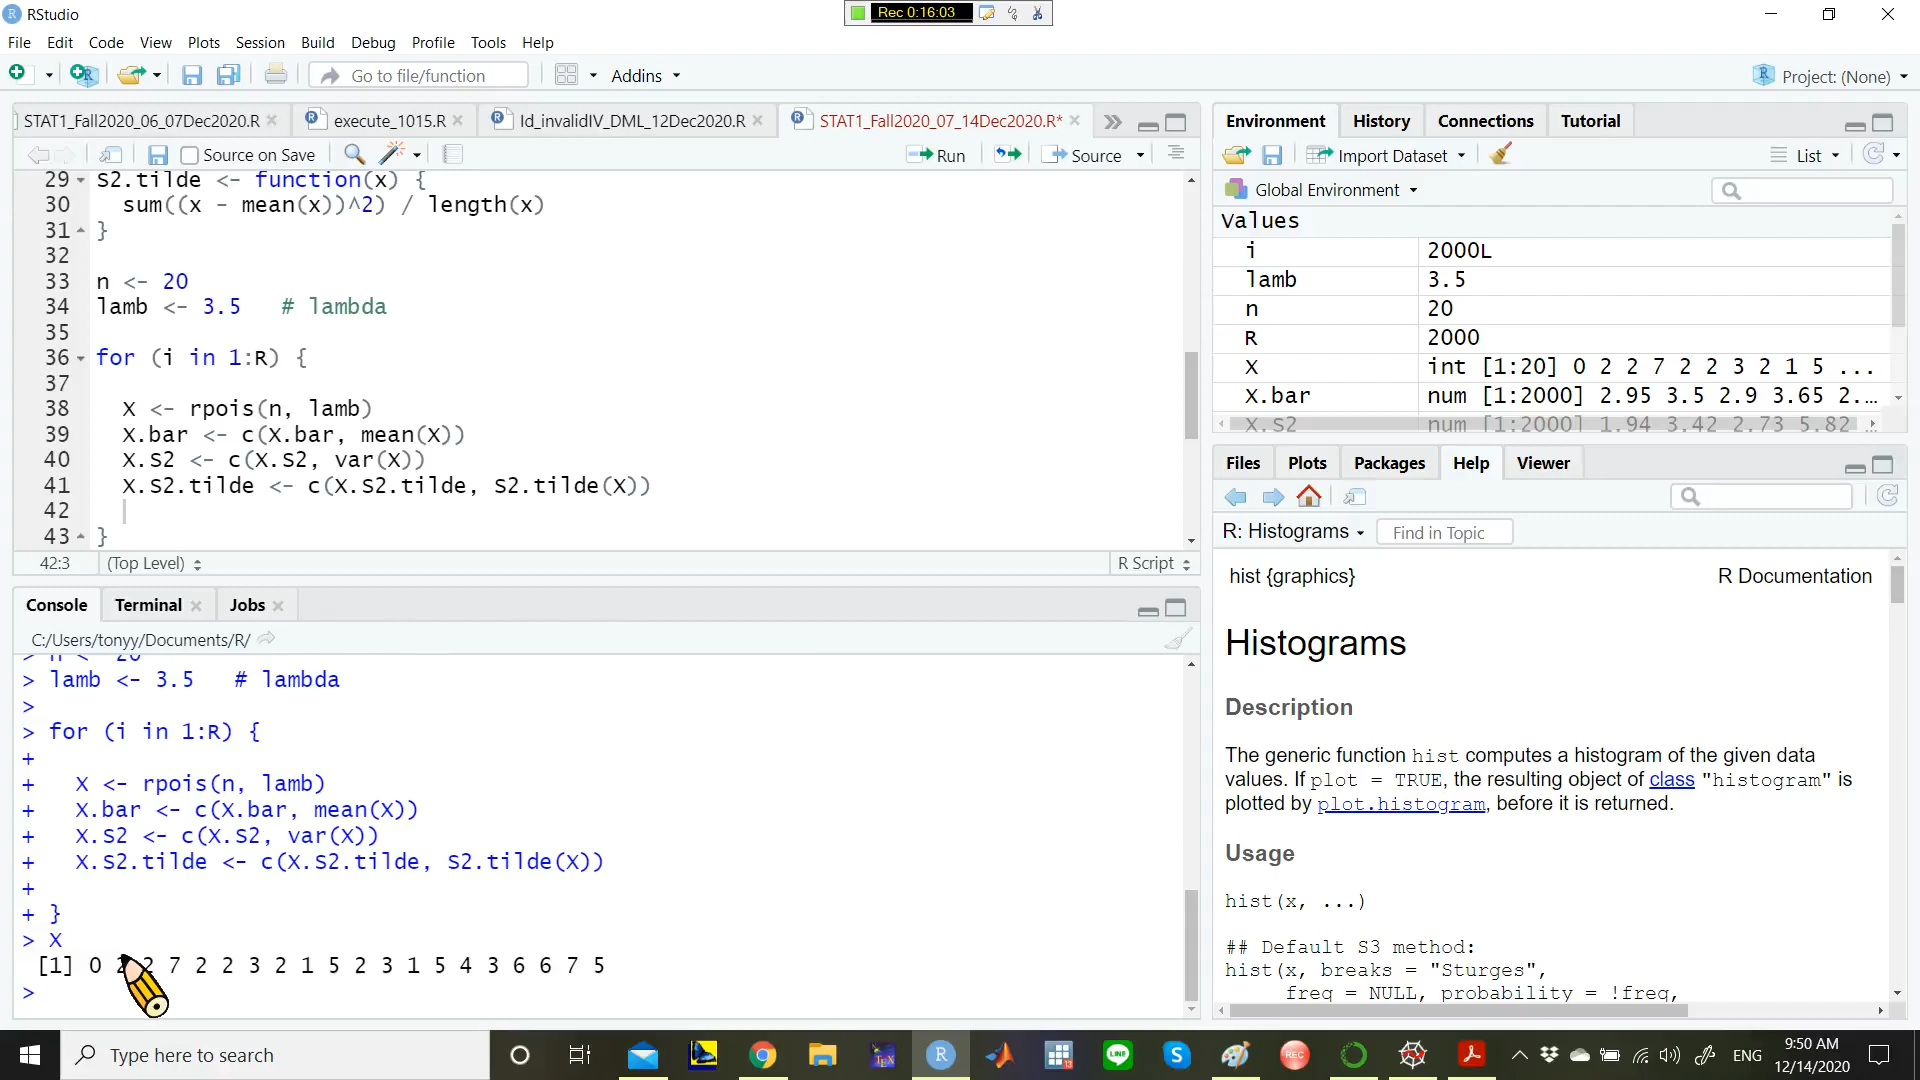 RStudio
Rec 0:16:03
File Edit Code View Plots Session Build Debug Profile Tools Help
Go to file/function
Addins
Project: (None)
STAT1_Fall2020_06_07Dec2020.R
execute_1015.R
Id_invalidIV_DML_12Dec2020.R
STAT1_Fall2020_07_14Dec2020.R*
Source on Save
Run
Source
29 S2.tilde <- function(x) {
30   sum((x - mean(x))^2) / length(x)
31 }
32
33 n <- 20
34 lamb <- 3.5   # lambda
35
36 for (i in 1:R) {
37
38   X <- rpois(n, lamb)
39   X.bar <- c(X.bar, mean(X))
40   X.S2 <- c(X.S2, var(X))
41   X.S2.tilde <- c(X.S2.tilde, S2.tilde(X))
42
43 }
42:3 (Top Level) R Script
Console Terminal Jobs
C:/Users/tonyy/Documents/R/
> lamb <- 3.5   # lambda
>
> for (i in 1:R) {
+
+   X <- rpois(n, lamb)
+   X.bar <- c(X.bar, mean(X))
+   X.S2 <- c(X.S2, var(X))
+   X.S2.tilde <- c(X.S2.tilde, S2.tilde(X))
+
+ }
> X
[1] 0 2 2 7 2 2 3 2 1 5 2 3 1 5 4 3 6 6 7 5
>
Environment History Connections Tutorial
Import Dataset
List
Global Environment
Values
i 2000L
lamb 3.5
n 20
R 2000
X int [1:20] 0 2 2 7 2 2 3 2 1 5 ...
X.bar num [1:2000] 2.95 3.5 2.9 3.65 2.…
X.S2 num [1:2000] 1.94 3.42 2.73 5.82
Files Plots Packages Help Viewer
R: Histograms
Find in Topic
hist {graphics}
R Documentation
Histograms
Description
The generic function hist computes a histogram of the given data
values. If plot = TRUE, the resulting object of class "histogram" is
plotted by plot.histogram, before it is returned.
Usage
hist(x, ...)
## Default S3 method:
hist(x, breaks = "Sturges",
freq = NULL, probability = !freq,
Type here to search
ENG
9:50 AM
12/14/2020